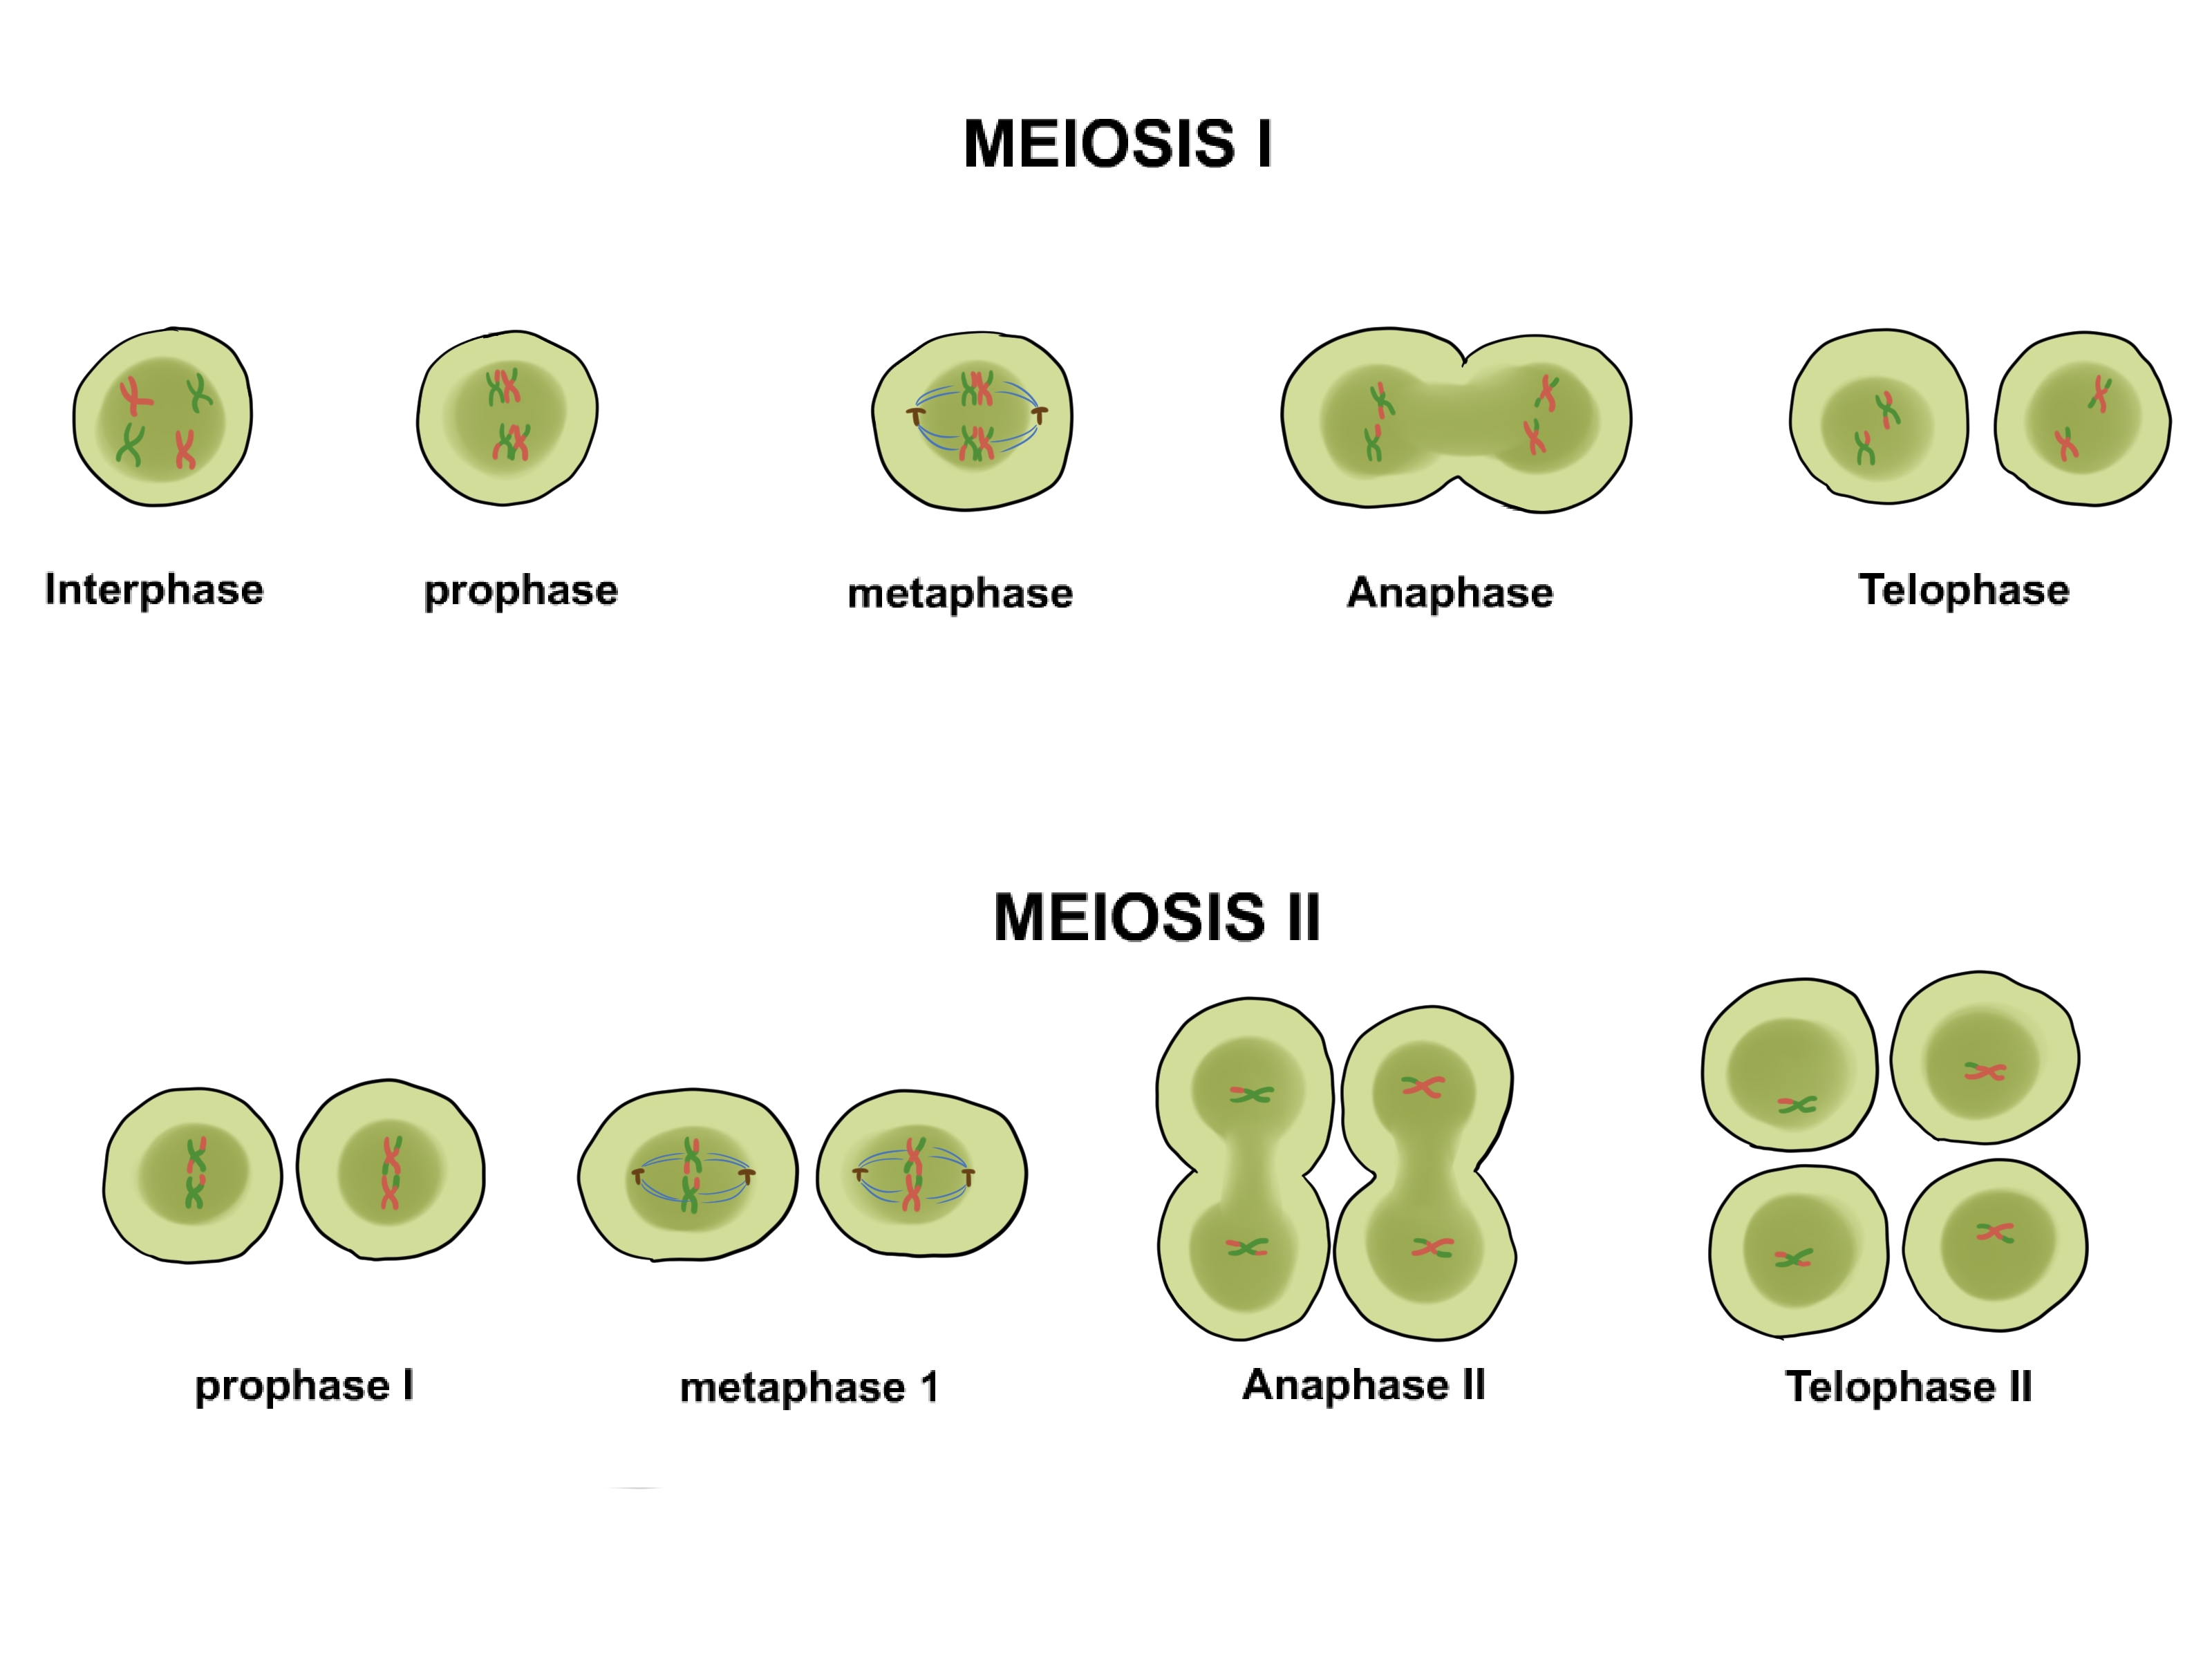 MEIOSIS I
Interphase
prophase
metaphase
Anaphase
Telophase
MEIOSIS II
prophase I
metaphase 1
Anaphase II
Telophase II